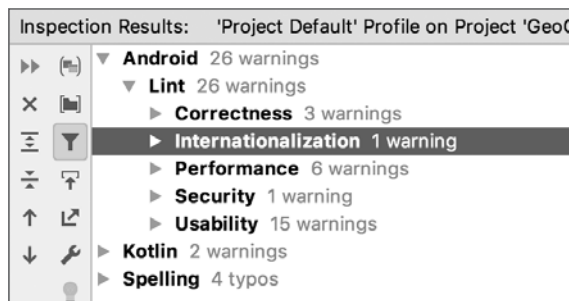 Inspection Results: 'Project Default' Profile on Project 'Geo
Android 26 warnings
Lint 26 warnings
Correctness 3 warnings
Internationalization 1 warning
Performance 6 warnings
Security 1 warning
Usability 15 warnings
Kotlin 2 warnings
Spelling 4 typos